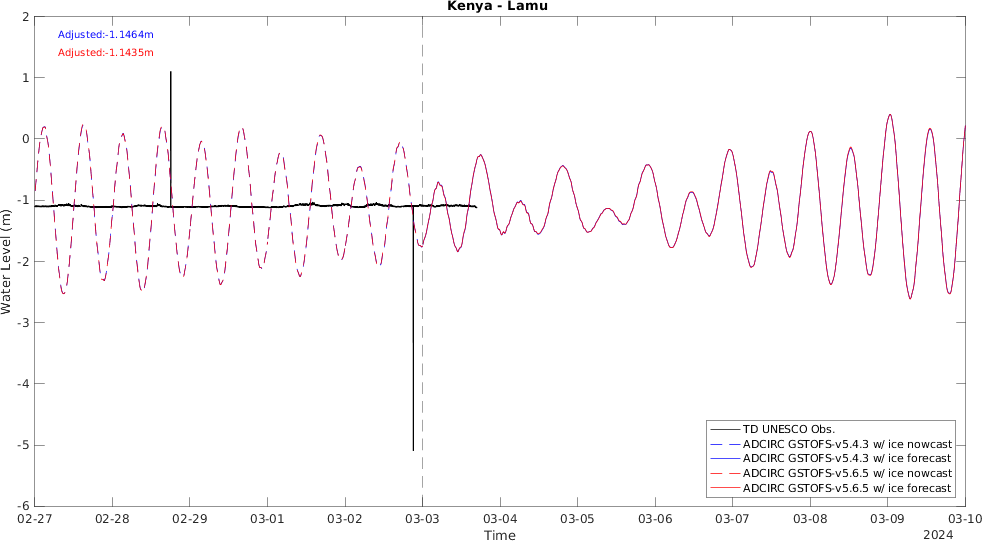 Kenya - Lamu
Adjusted:-1.1464m
Adjusted:-1.1435m
Water Level (m)
2
1
0
-1
-2
-3
-4
-5
-6
TD UNESCO Obs.
ADCIRC GSTOFS-v5.4.3 w/ ice nowcast
ADCIRC GSTOFS-v5.4.3 w/ ice forecast
ADCIRC GSTOFS-v5.6.5 w/ ice nowcast
ADCIRC GSTOFS-v5.6.5 w/ ice forecast
02-27 02-28 02-29 03-01 03-02 03-03 03-04 03-05 03-06 03-07 03-08 03-09 03-10
Time
2024